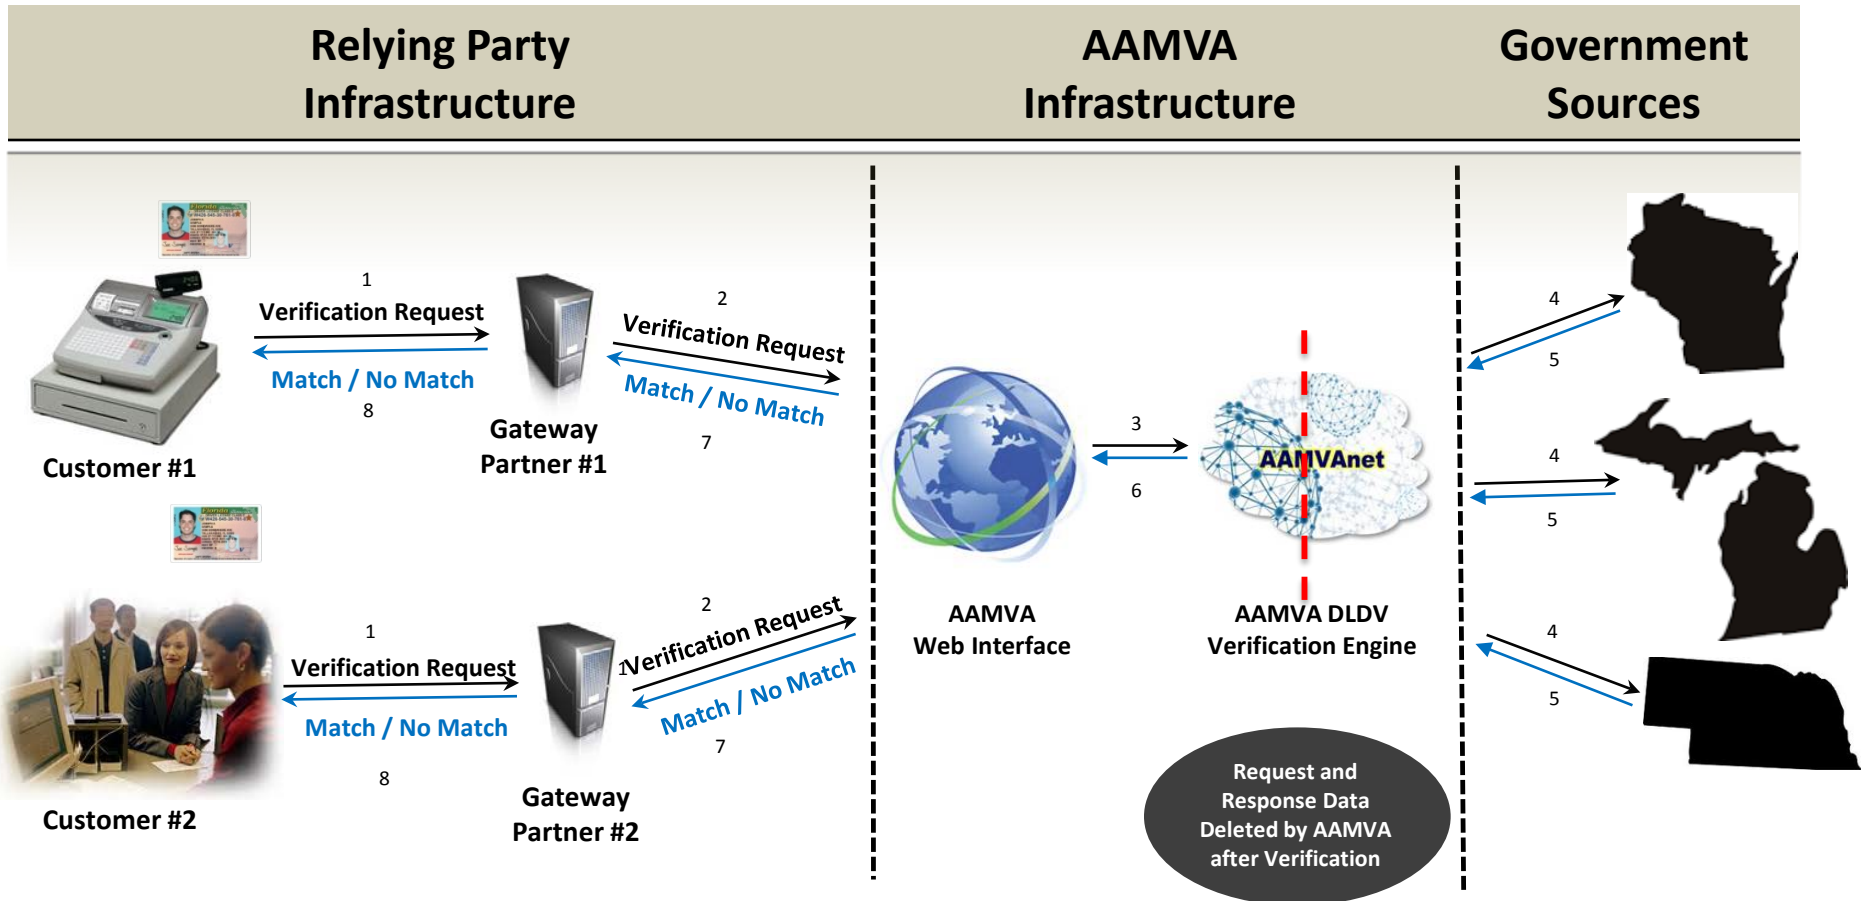 Relying Party
Infrastructure
AAMVA
Infrastructure
Government
Sources
1
Verification Request
Match / No Match
8
Customer #1
Gateway
Partner #1
2
Verification Request
Match / No Match
7
3
6
AAMVAnet
AAMVA
Web Interface
AAMVA DLDV
Verification Engine
4
5
4
5
4
5
1
Verification Request
Match / No Match
8
Customer #2
Gateway
Partner #2
2
1
Verification Request
Match / No Match
7
Request and
Response Data
Deleted by AAMVA
after Verification
Florida
Florida